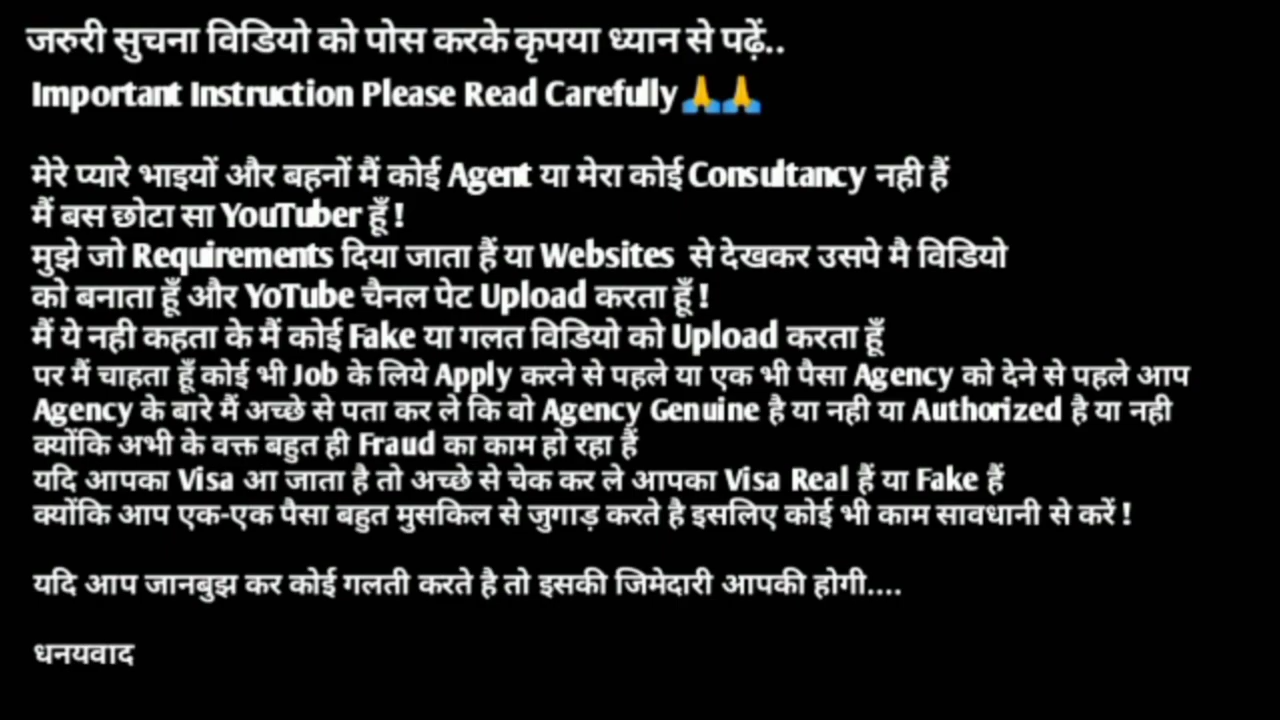 जरुरी सुचना विडियो को पोस करके कृपया ध्यान से पढ़ें..
Important Instruction Please Read Carefully🙏🙏
मेरे प्यारे भाइयों और बहनों मैं कोई Agent या मेरा कोई Consultancy नही हैं
मैं बस छोटा सा YouTuber हूँ !
मुझे जो Requirements दिया जाता हैं या Websites से देखकर उसपे मै विडियो
को बनाता हूँ और YoTube चैनल पेट Upload करता हूँ !
मैं ये नही कहता के मैं कोई Fake या गलत विडियो को Upload करता हूँ
पर मैं चाहता हूँ कोई भी Job के लिये Apply करने से पहले या एक भी पैसा Agency को देने से पहले आप
Agency के बारे मैं अच्छे से पता कर ले कि वो Agency Genuine है या नही या Authorized है या नही
क्योंकि अभी के वक्त बहुत ही Fraud का काम हो रहा हैं
यदि आपका Visa आ जाता है तो अच्छे से चेक कर ले आपका Visa Real हैं या Fake हैं
क्योंकि आप एक-एक पैसा बहुत मुसकिल से जुगाड़ करते है इसलिए कोई भी काम सावधानी से करें !
यदि आप जानबुझ कर कोई गलती करते है तो इसकी जिमेदारी आपकी होगी....
धनयवाद